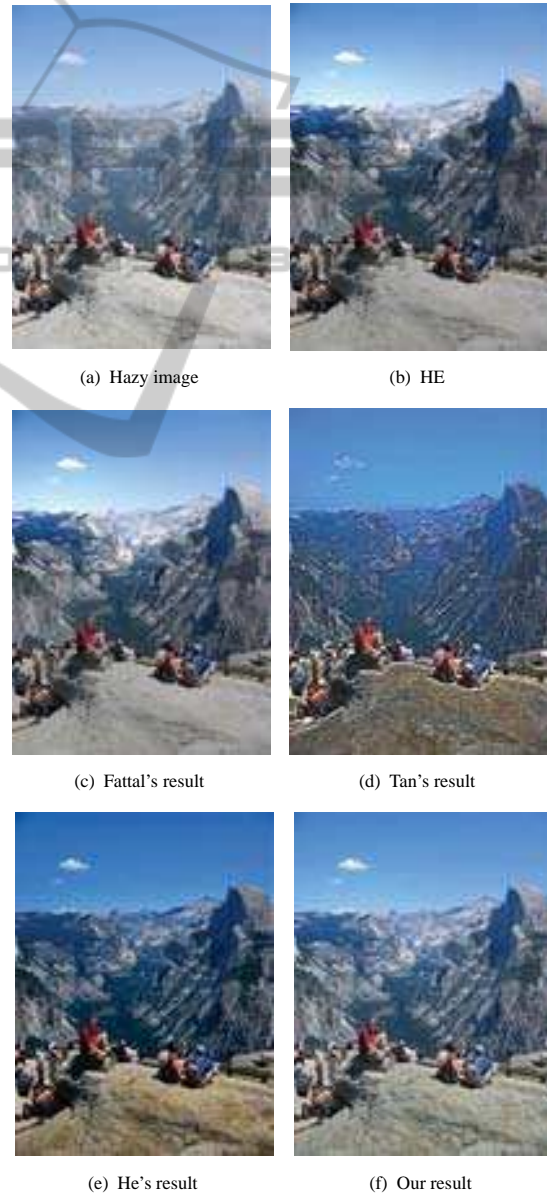 (a) Hazy image
(b) HE
(c) Fattal's result
(d) Tan's result
(e) He's result
(f) Our result